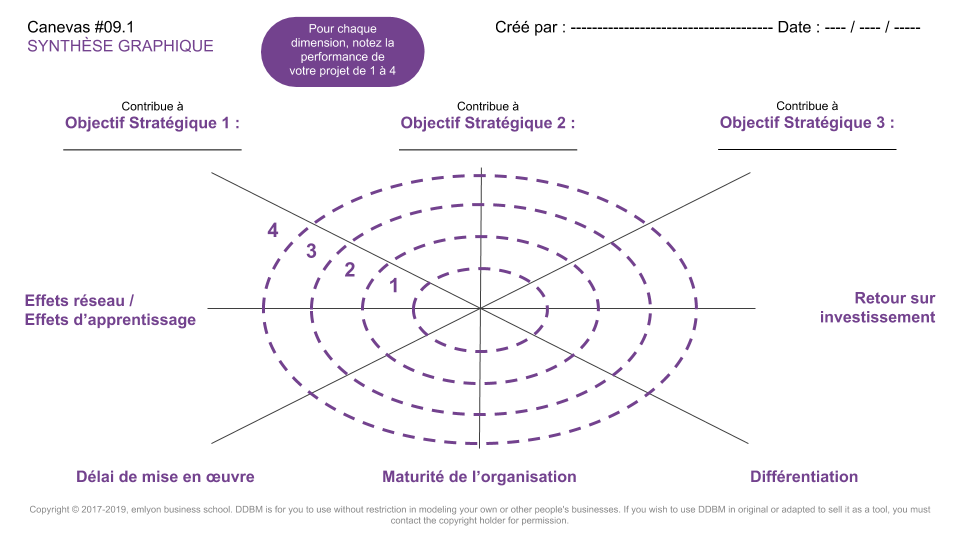 Canevas #09.1
SYNTHÈSE GRAPHIQUE
Pour chaque
dimension, notez la
performance de
votre projet de 1 à 4
Créé par : -------------------------------------- Date : ---- / ---- / -----
Contribue à
Objectif Stratégique 1 :
Contribue à
Objectif Stratégique 2 :
Contribue à
Objectif Stratégique 3 :
4
3
2
1
Effets réseau /
Effets d’apprentissage
Retour sur
investissement
Délai de mise en œuvre
Maturité de l’organisation
Différentiation
Copyright © 2017-2019, emlyon business school. DDBM is for you to use without restriction in modeling your own or other people's businesses. If you wish to use DDBM in original or adapted to sell it as a tool, you must
contact the copyright holder for permission.